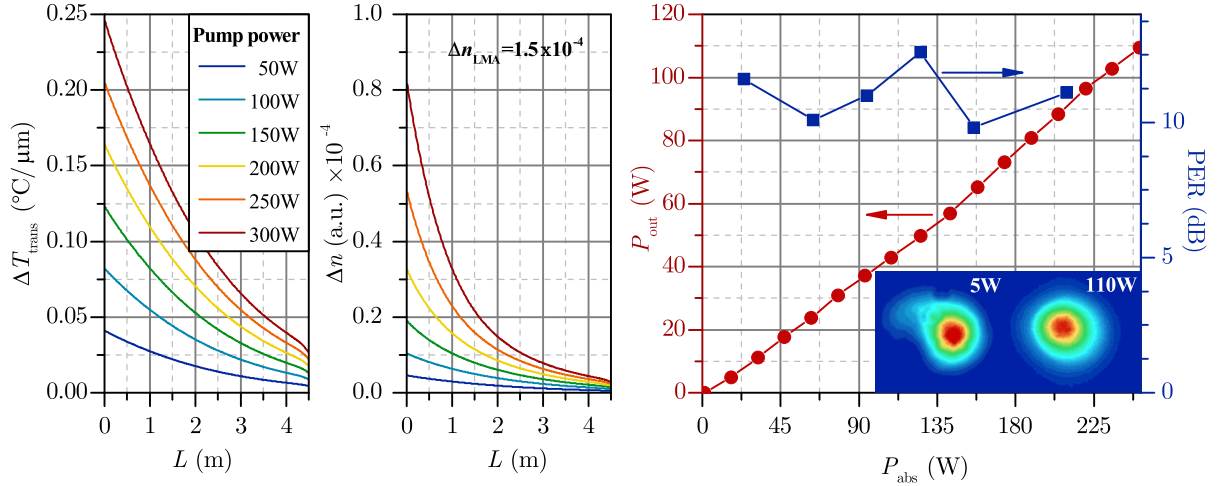 0.25
0.20
0.15
0.10
0.05
0.00
ΔT_trans (°C/µm)
0
1
2
3
4
L (m)
Pump power
50W
100W
150W
200W
250W
300W
1.0
0.8
0.6
0.4
0.2
0.0
Δn (a.u.) ×10⁻⁴
Δn_LMA=1.5x10⁻⁴
0
1
2
3
4
L (m)
120
100
80
60
40
20
0
P_out (W)
0
45
90
135
180
225
P_abs (W)
10
5
0
PER (dB)
5W
110W